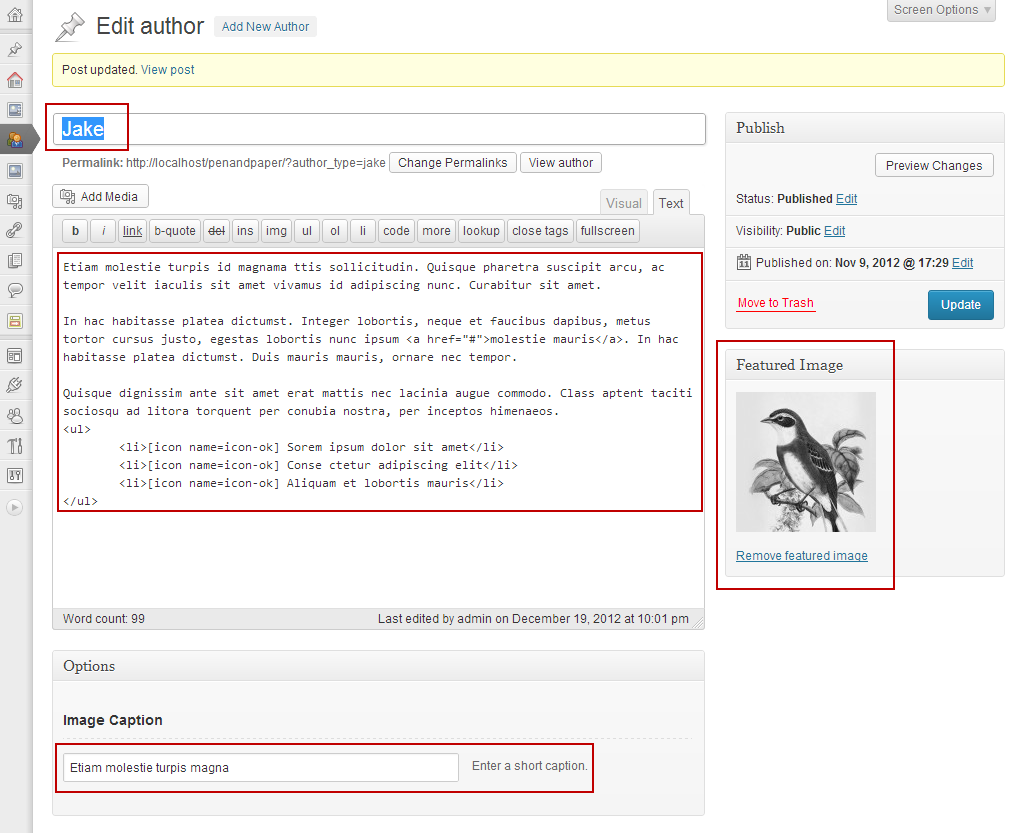 Screen Options
Edit author Add New Author
Post updated. View post
Jake
Permalink: http://localhost/penandpaper/?author_type=jake Change Permalinks View author
Add Media
Visual Text
b i link b-quote del ins img ul ol li code more lookup close tags fullscreen
Etiam molestie turpis id magnama ttis sollicitudin. Quisque pharetra suscipit arcu, ac
tempor velit iaculis sit amet vivamus id adipiscing nunc. Curabitur sit amet.
In hac habitasse platea dictumst. Integer lobortis, neque et faucibus dapibus, metus
tortor cursus justo, egestas lobortis nunc ipsum <a href="#">molestie mauris</a>. In hac
habitasse platea dictumst. Duis mauris mauris, ornare nec tempor.
Quisque dignissim ante sit amet erat mattis nec lacinia augue commodo. Class aptent taciti
sociosqu ad litora torquent per conubia nostra, per inceptos himenaeos.
<ul>
<li>[icon name=icon-ok] Sorem ipsum dolor sit amet</li>
<li>[icon name=icon-ok] Conse ctetur adipiscing elit</li>
<li>[icon name=icon-ok] Aliquam et lobortis mauris</li>
</ul>
Word count: 99 Last edited by admin on December 19, 2012 at 10:01 pm
Options
Image Caption
Etiam molestie turpis magna Enter a short caption.
Publish
Preview Changes
Status: Published Edit
Visibility: Public Edit
11 Published on: Nov 9, 2012 @ 17:29 Edit
Move to Trash Update
Featured Image
Remove featured image